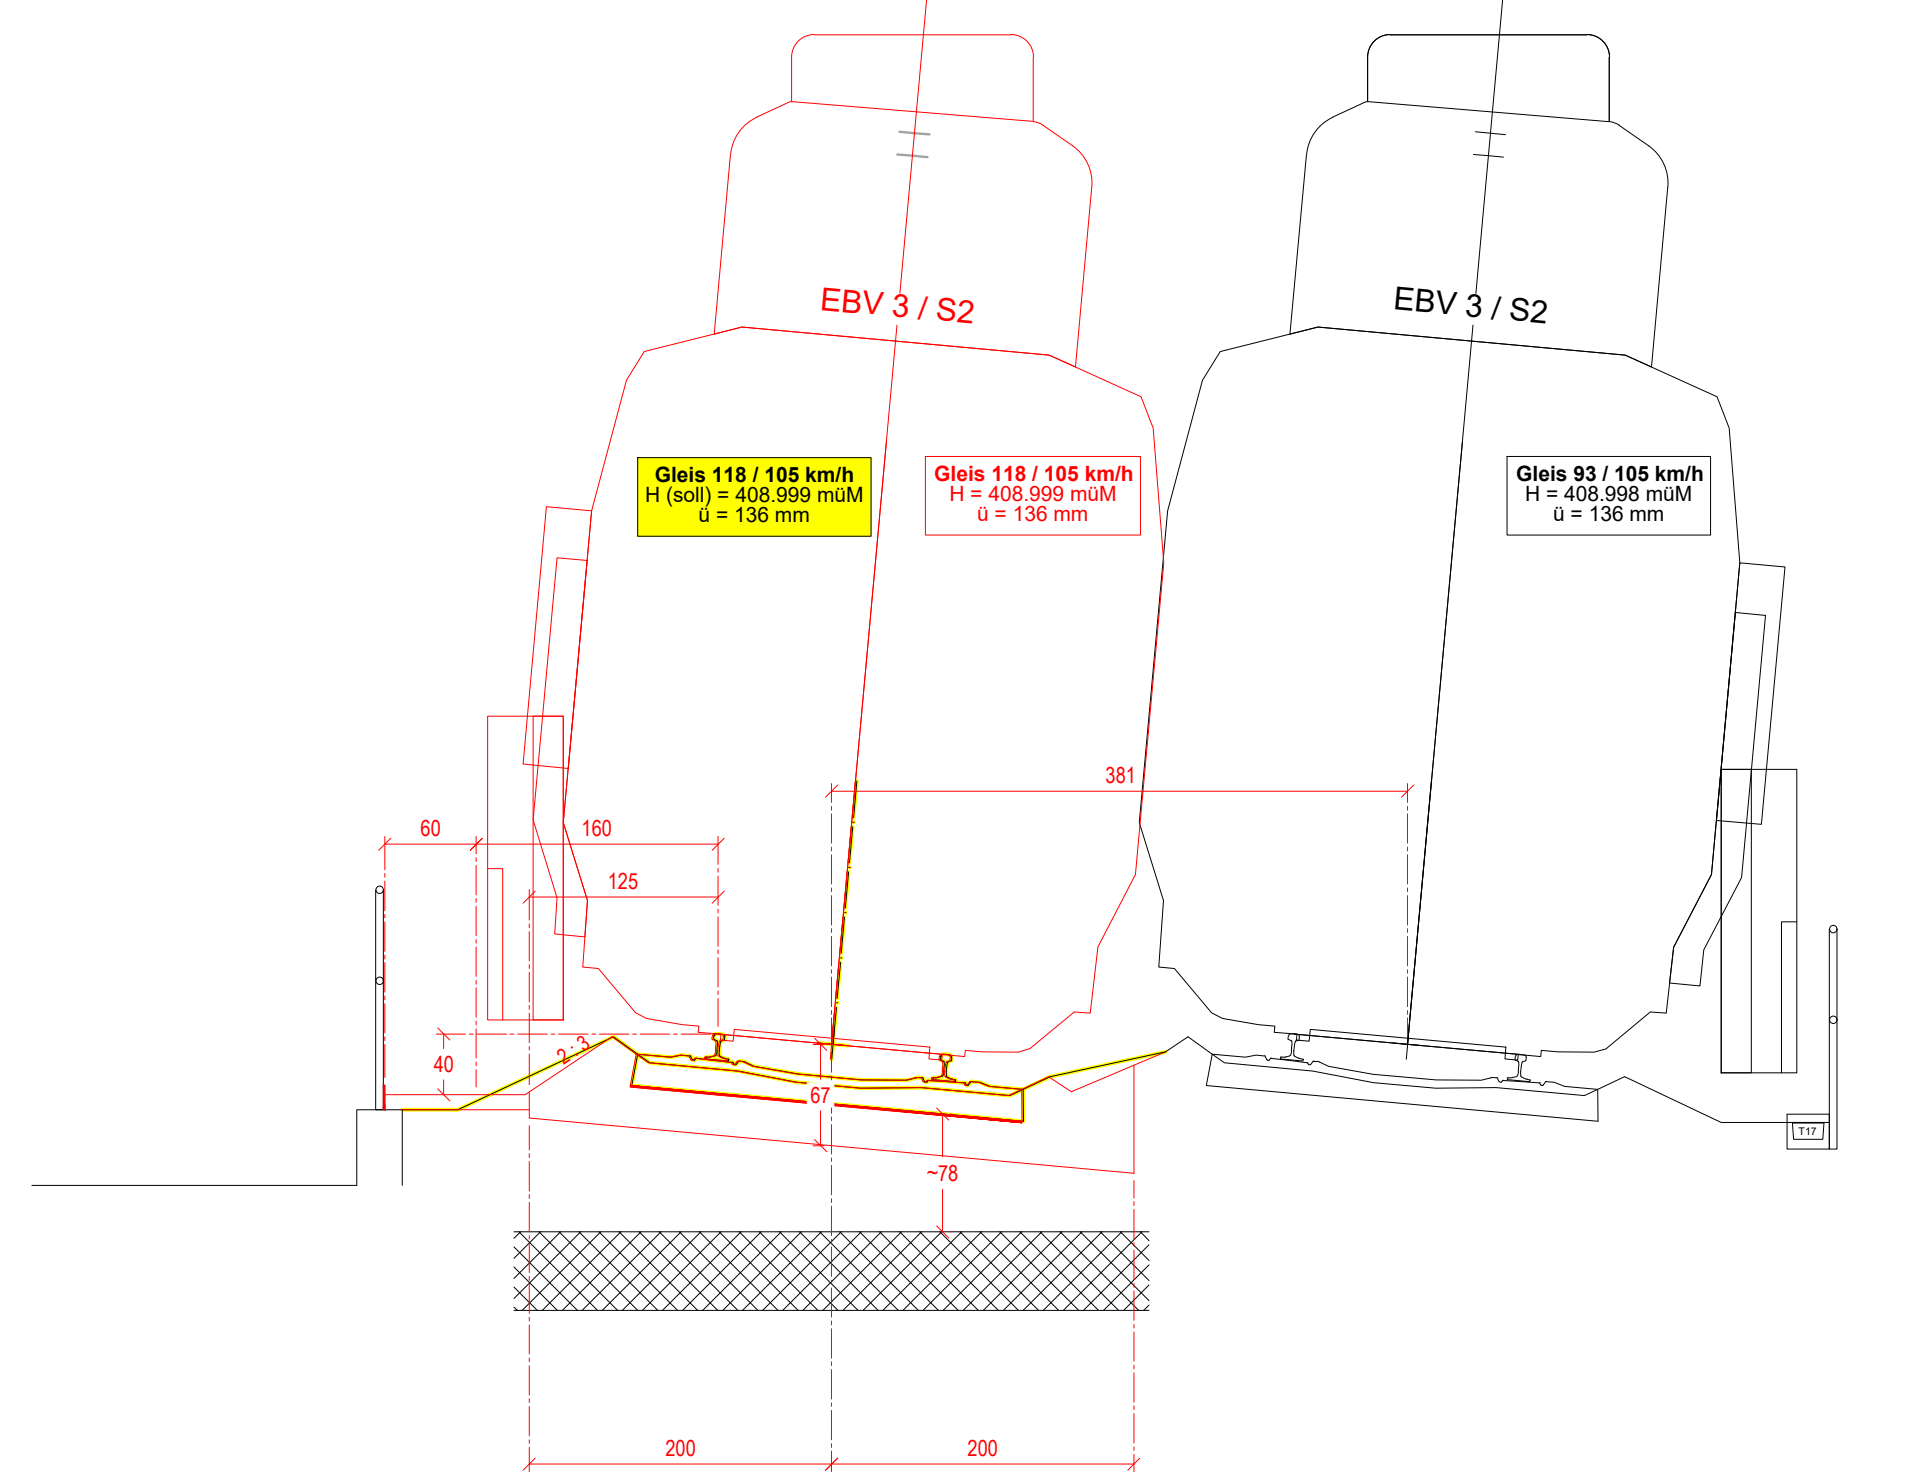 EBV 3 / S2
EBV 3 / S2
Gleis 118 / 105 km/h
H (soll) = 408.999 müM
ü = 136 mm
Gleis 118 / 105 km/h
H = 408.999 müM
ü = 136 mm
Gleis 93 / 105 km/h
H = 408.998 müM
ü = 136 mm
381
60
160
125
2:3
40
67
T17
~78
200
200